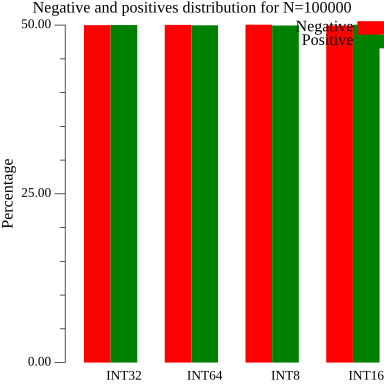 Negative and positives distribution for N=100000
Negative
Positive
50.00
25.00
0.00
Percentage
INT32 INT64 INT8 INT16